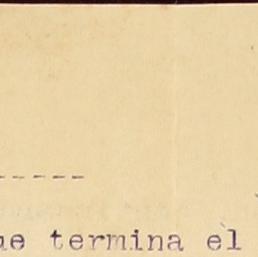 ------
ue termina el